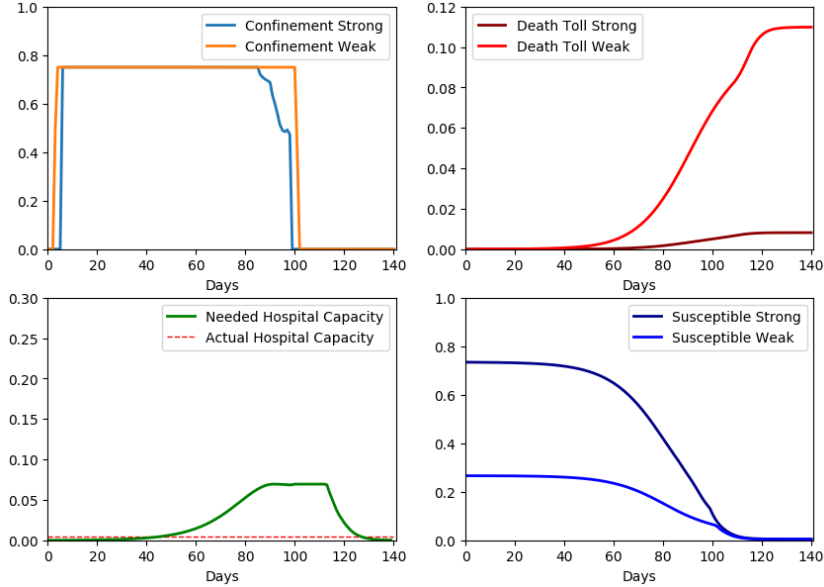 Confinement Strong
Confinement Weak
0.0
0.2
0.4
0.6
0.8
1.0
0 20 40 60 80 100 120 140
Days
Death Toll Strong
Death Toll Weak
0.00
0.02
0.04
0.06
0.08
0.10
0.12
0 20 40 60 80 100 120 140
Days
Needed Hospital Capacity
Actual Hospital Capacity
0.00
0.05
0.10
0.15
0.20
0.25
0.30
0 20 40 60 80 100 120 140
Days
Susceptible Strong
Susceptible Weak
0.0
0.2
0.4
0.6
0.8
1.0
0 20 40 60 80 100 120 140
Days